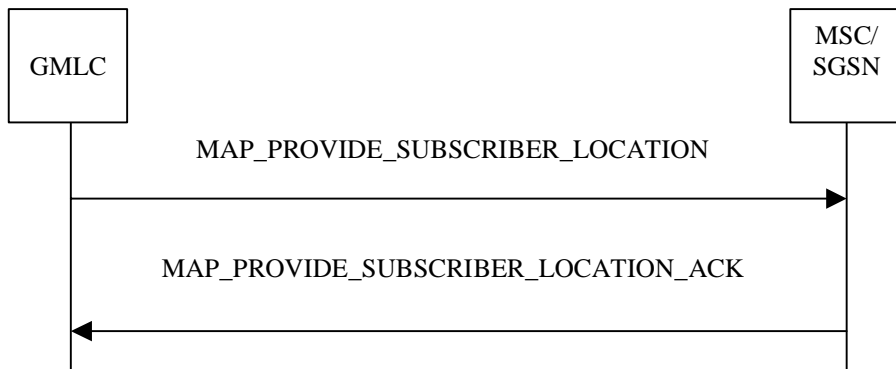 GMLC
MSC/
SGSN
MAP_PROVIDE_SUBSCRIBER_LOCATION
MAP_PROVIDE_SUBSCRIBER_LOCATION_ACK